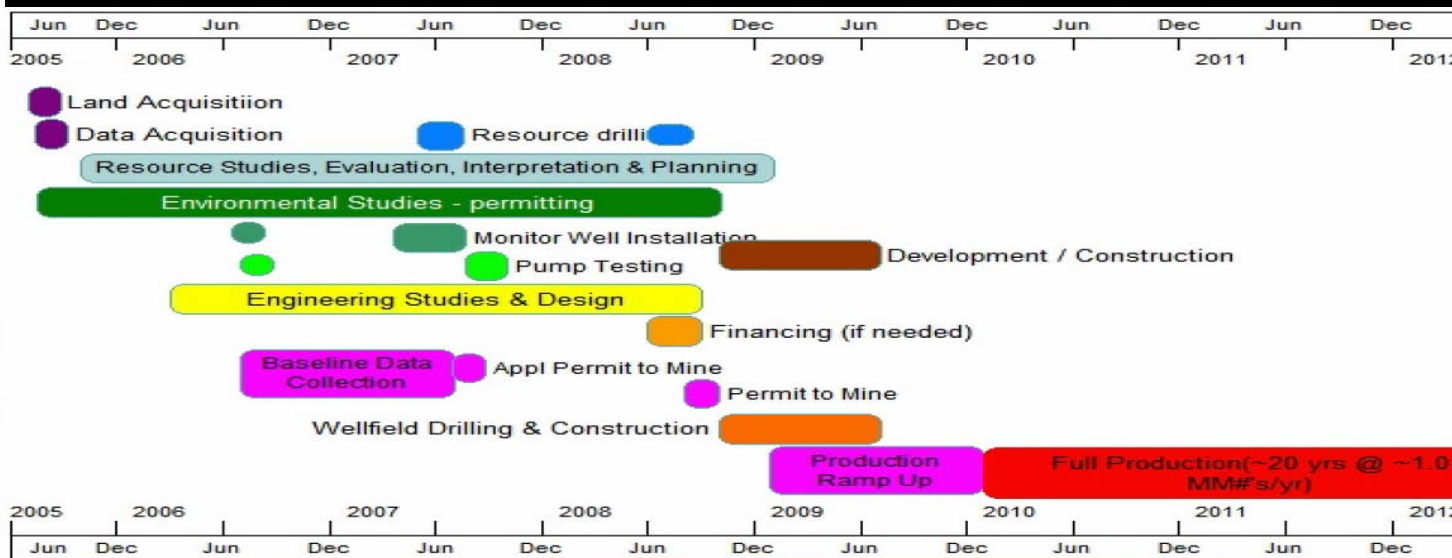 Jun Dec Jun Dec Jun Dec Jun Dec Jun Dec Jun Dec Jun Dec
2005 2006 2007 2008 2009 2010 2011
Land Acquisitiion
Data Acquisition
Resource drilli
Resource Studies, Evaluation, Interpretation & Planning
Environmental Studies - permitting
Monitor Well Installation
Development / Construction
Pump Testing
Engineering Studies & Design
Financing (if needed)
Baseline Data
Collection
Appl Permit to Mine
Permit to Mine
Wellfield Drilling & Construction
Production
Ramp Up
Full Production(~20 yrs @ ~1.0
MM#'s/yr)
2005 2006 2007 2008 2009 2010 2011
Jun Dec Jun Dec Jun Dec Jun Dec Jun Dec Jun Dec Jun Dec